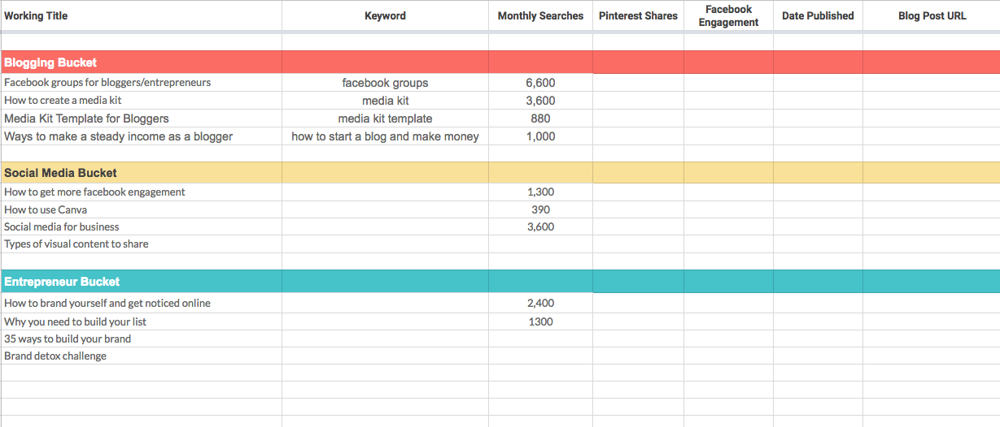 Working Title Keyword Monthly Searches Pinterest Shares Facebook Engagement Date Published Blog Post URL
Blogging Bucket
Facebook groups for bloggers/entrepreneurs facebook groups 6,600
How to create a media kit media kit 3,600
Media Kit Template for Bloggers media kit template 880
Ways to make a steady income as a blogger how to start a blog and make money 1,000
Social Media Bucket
How to get more facebook engagement 1,300
How to use Canva 390
Social media for business 3,600
Types of visual content to share
Entrepreneur Bucket
How to brand yourself and get noticed online 2,400
Why you need to build your list 1300
35 ways to build your brand
Brand detox challenge